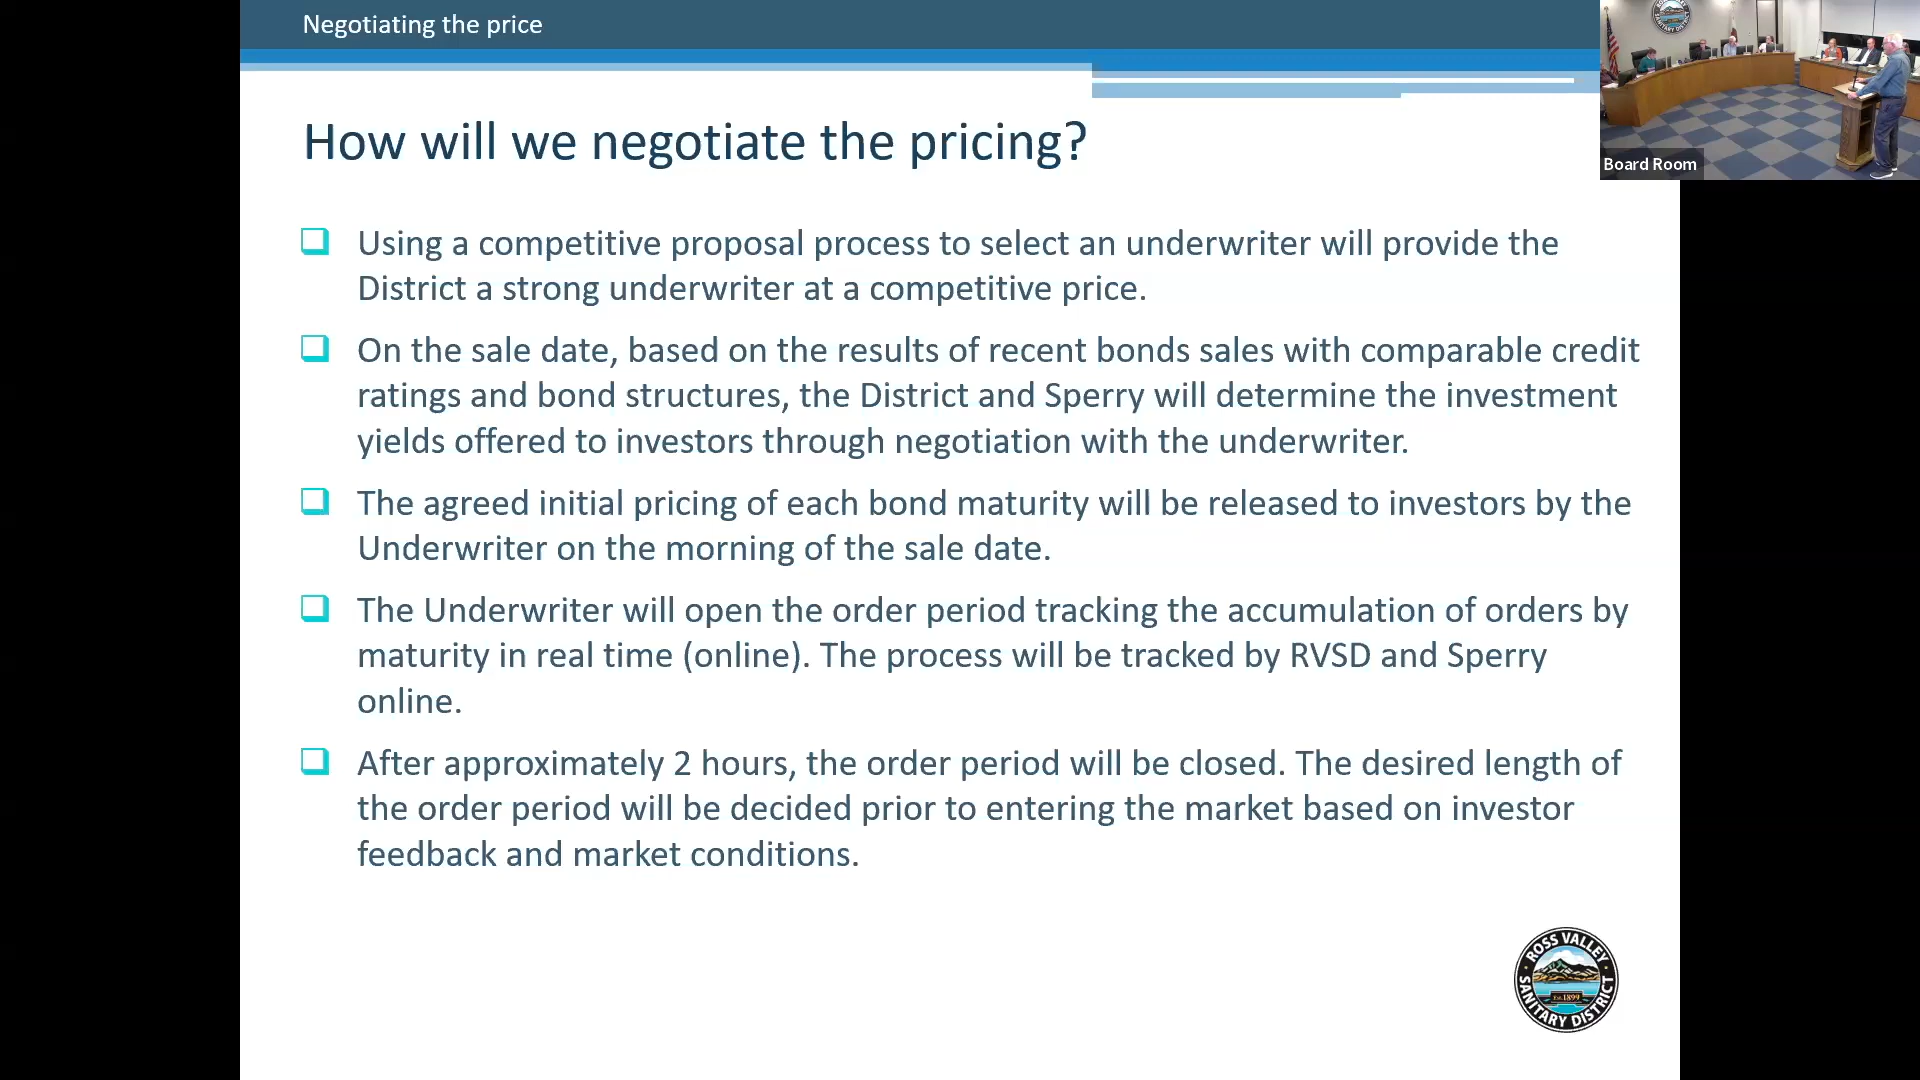 Negotiating the price
Board Room
How will we negotiate the pricing?
Using a competitive proposal process to select an underwriter will provide the
District a strong underwriter at a competitive price.
On the sale date, based on the results of recent bonds sales with comparable credit
ratings and bond structures, the District and Sperry will determine the investment
yields offered to investors through negotiation with the underwriter.
The agreed initial pricing of each bond maturity will be released to investors by the
Underwriter on the morning of the sale date.
The Underwriter will open the order period tracking the accumulation of orders by
maturity in real time (online). The process will be tracked by RVSD and Sperry
online.
After approximately 2 hours, the order period will be closed. The desired length of
the order period will be decided prior to entering the market based on investor
feedback and market conditions.
ROSS VALLEY
Est. 1899
SANITARY DISTRICT